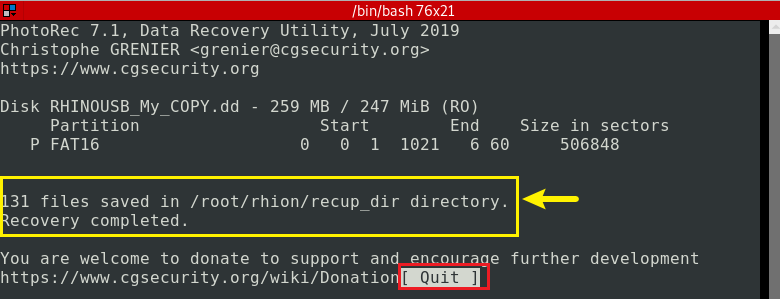 /bin/bash 76x21
PhotoRec 7.1, Data Recovery Utility, July 2019
Christophe GRENIER <grenier@cgsecurity.org>
https://www.cgsecurity.org
Disk RHINOUSB_My_COPY.dd - 259 MB / 247 MiB (RO)
Partition Start End Size in sectors
P FAT16 0 0 1 1021 6 60 506848
131 files saved in /root/rhion/recup_dir directory.
Recovery completed.
You are welcome to donate to support and encourage further development
https://www.cgsecurity.org/wiki/Donation[ Quit ]